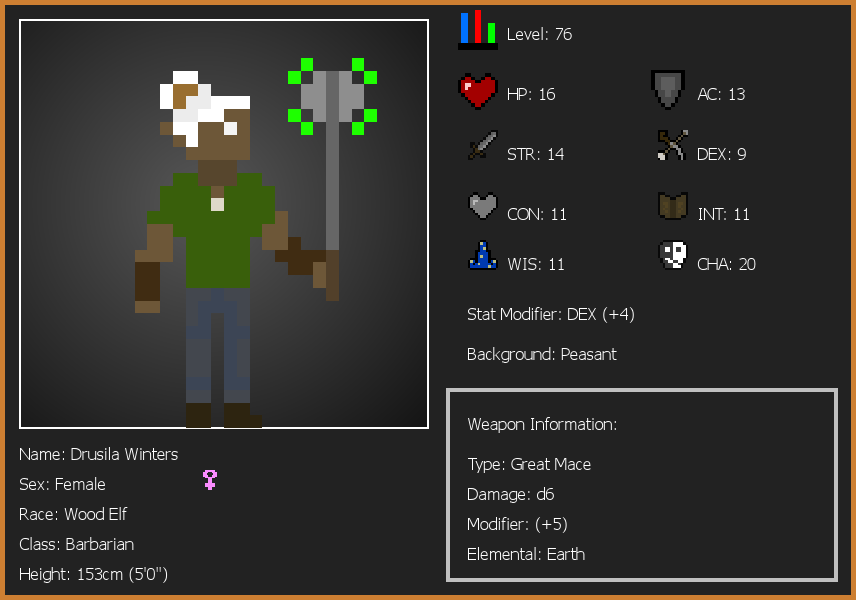 Level: 76
HP: 16
AC: 13
STR: 14
DEX: 9
CON: 11
INT: 11
WIS: 11
CHA: 20
Stat Modifier: DEX (+4)
Background: Peasant
Weapon Information:
Type: Great Mace
Damage: d6
Modifier: (+5)
Elemental: Earth
Name: Drusila Winters
Sex: Female
Race: Wood Elf
Class: Barbarian
Height: 153cm (5'0")